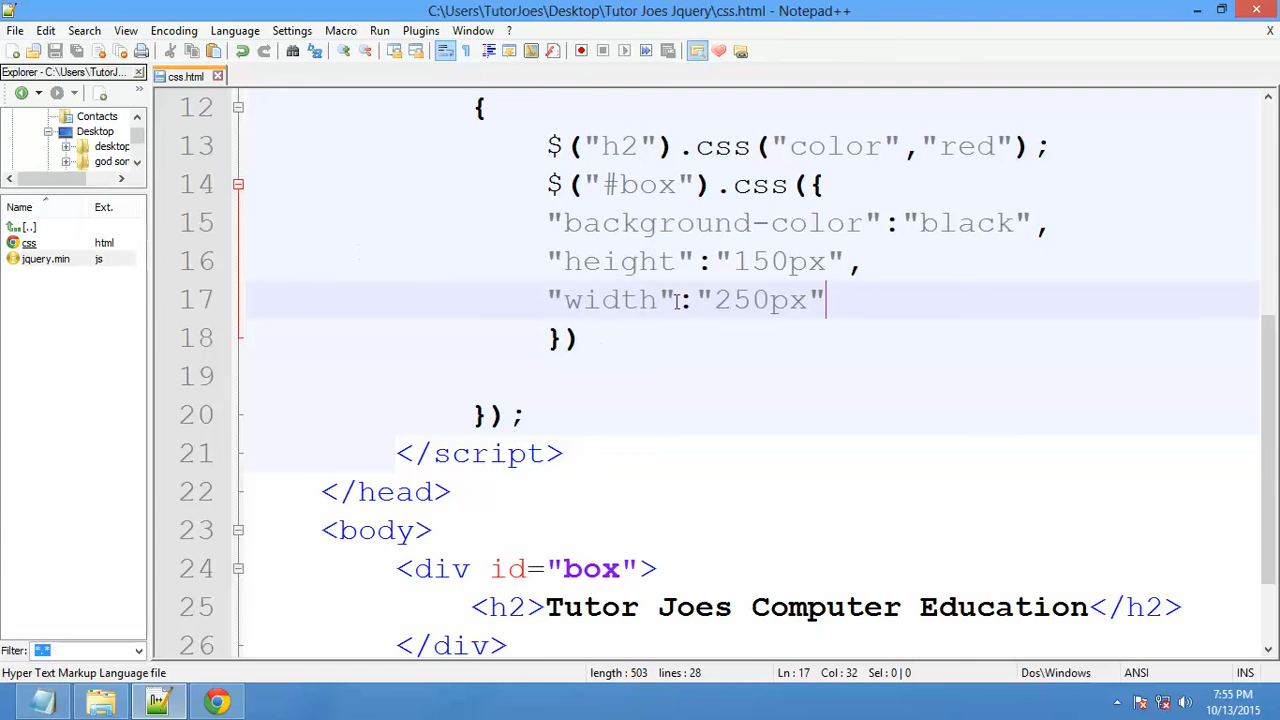 C:\Users\TutorJoes\Desktop\Tutor Joes Jquery\css.html - Notepad++
File Edit Search View Encoding Language Settings Macro Run Plugins Window ? X
Explorer - C:\Users\TutorJ... css.html
Contacts
Desktop
desktop
god sor
Name Ext.
[..]
css html
jquery.min js
12 {
13 $("h2").css("color","red");
14 $("#box").css({
15 "background-color":"black",
16 "height":"150px",
17 "width":"250px"
18 })
19
20 });
21 </script>
22 </head>
23 <body>
24 <div id="box">
25 <h2>Tutor Joes Computer Education</h2>
26 </div>
Filter: *.*
Hyper Text Markup Language file length : 503 lines : 28 Ln : 17 Col : 32 Sel : 0 | 0 Dos\Windows ANSI INS
7:55 PM
10/13/2015